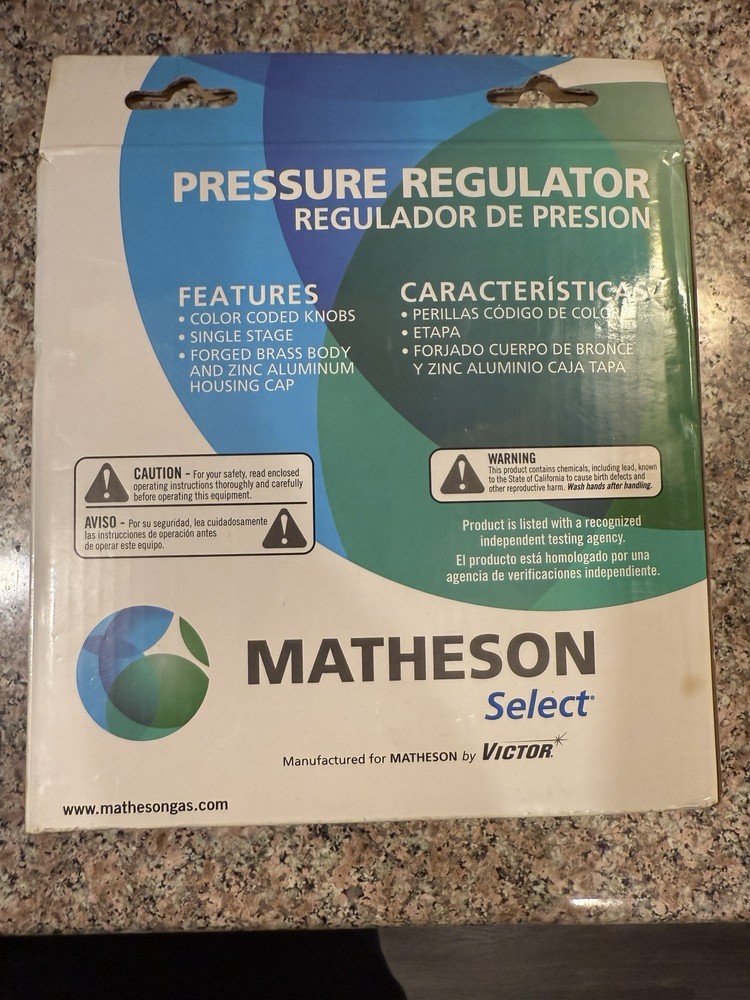 PRESSURE REGULATOR
REGULADOR DE PRESION
FEATURES
• COLOR CODED KNOBS
• SINGLE STAGE
• FORGED BRASS BODY
AND ZINC ALUMINUM
HOUSING CAP
CARACTERÍSTICAS
• PERILLAS CÓDIGO DE COLOR
• ETAPA
• FORJADO CUERPO DE BRONCE
Y ZINC ALUMINIO CAJA TAPA
CAUTION – For your safety, read enclosed
operating instructions thoroughly and carefully
before operating this equipment.
AVISO – Por su seguridad, lea cuidadosamente
las instrucciones de operación antes
de operar este equipo.
WARNING
This product contains chemicals, including lead, known
to the State of California to cause birth defects and
other reproductive harm. Wash hands after handling.
Product is listed with a recognized
independent testing agency.
El producto está homologado por una
agencia de verificaciones independiente.
MATHESON
Select
Manufactured for MATHESON by VICTOR
www.mathesongas.com